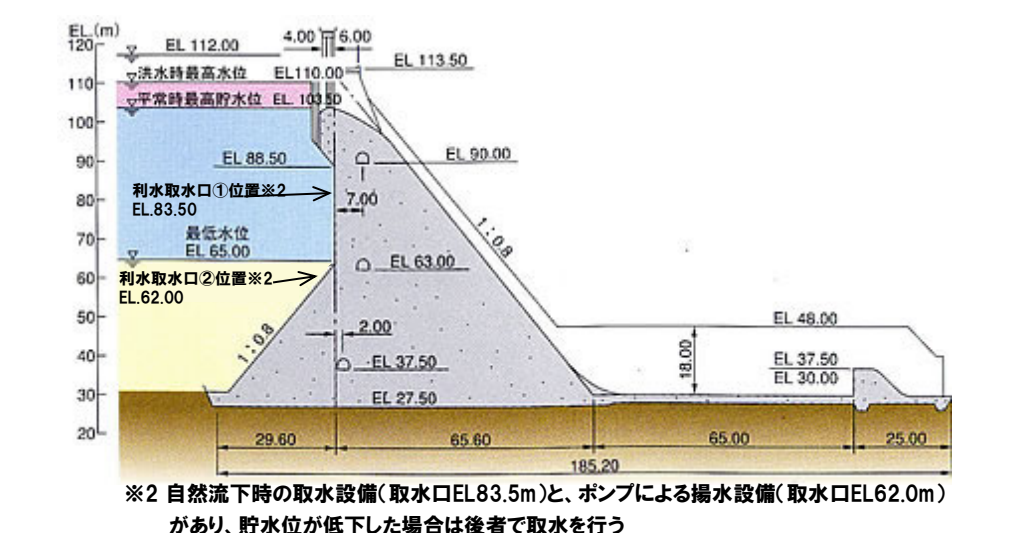 EL.(m)
120
110
100
90
80
70
60
50
40
30
20
EL 112.00
4.00 6.00
EL 113.50
洪水時最高水位 EL110.00
平常時最高貯水位 EL. 103.50
EL 88.50
EL 90.00
利水取水口①位置※2
EL.83.50
7.00
1:0.8
最低水位
EL 65.00
EL 63.00
利水取水口②位置※2
EL.62.00
2.00
1:0.8
EL 37.50
EL 27.50
EL 48.00
18.00
EL 37.50
EL 30.00
29.60 65.60 65.00 25.00
185.20
※2 自然流下時の取水設備(取水口EL83.5m)と、ポンプによる揚水設備(取水口EL62.0m)
があり、貯水位が低下した場合は後者で取水を行う